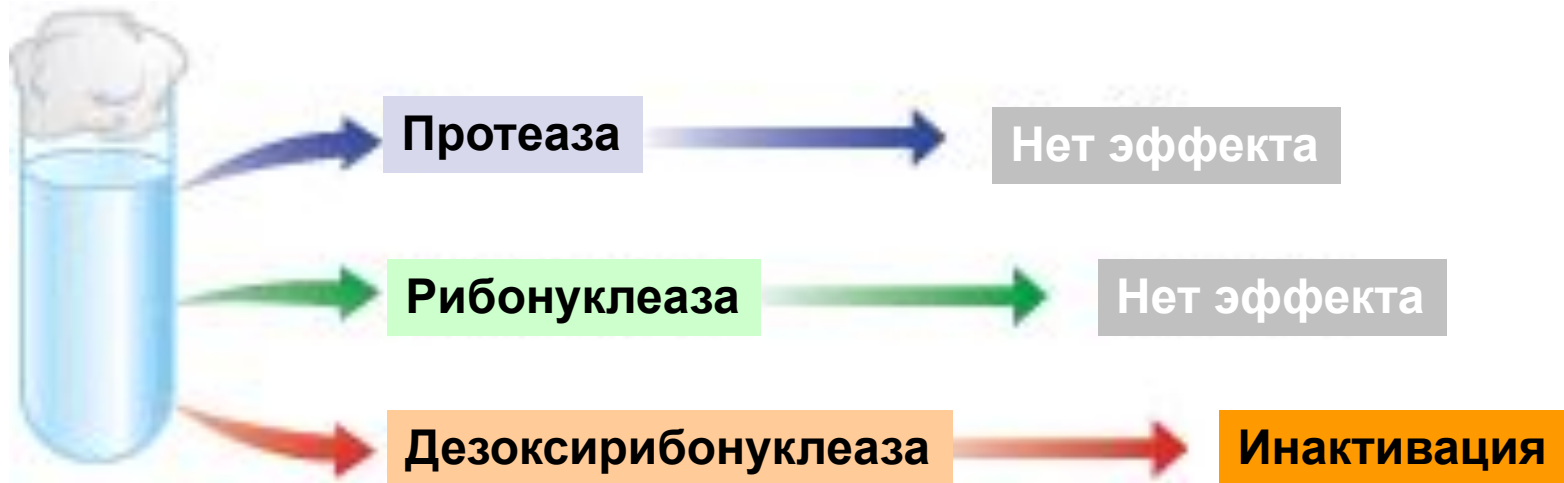 Протеаза
Нет эффекта
Рибонуклеаза
Нет эффекта
Дезоксирибонуклеаза
Инактивация